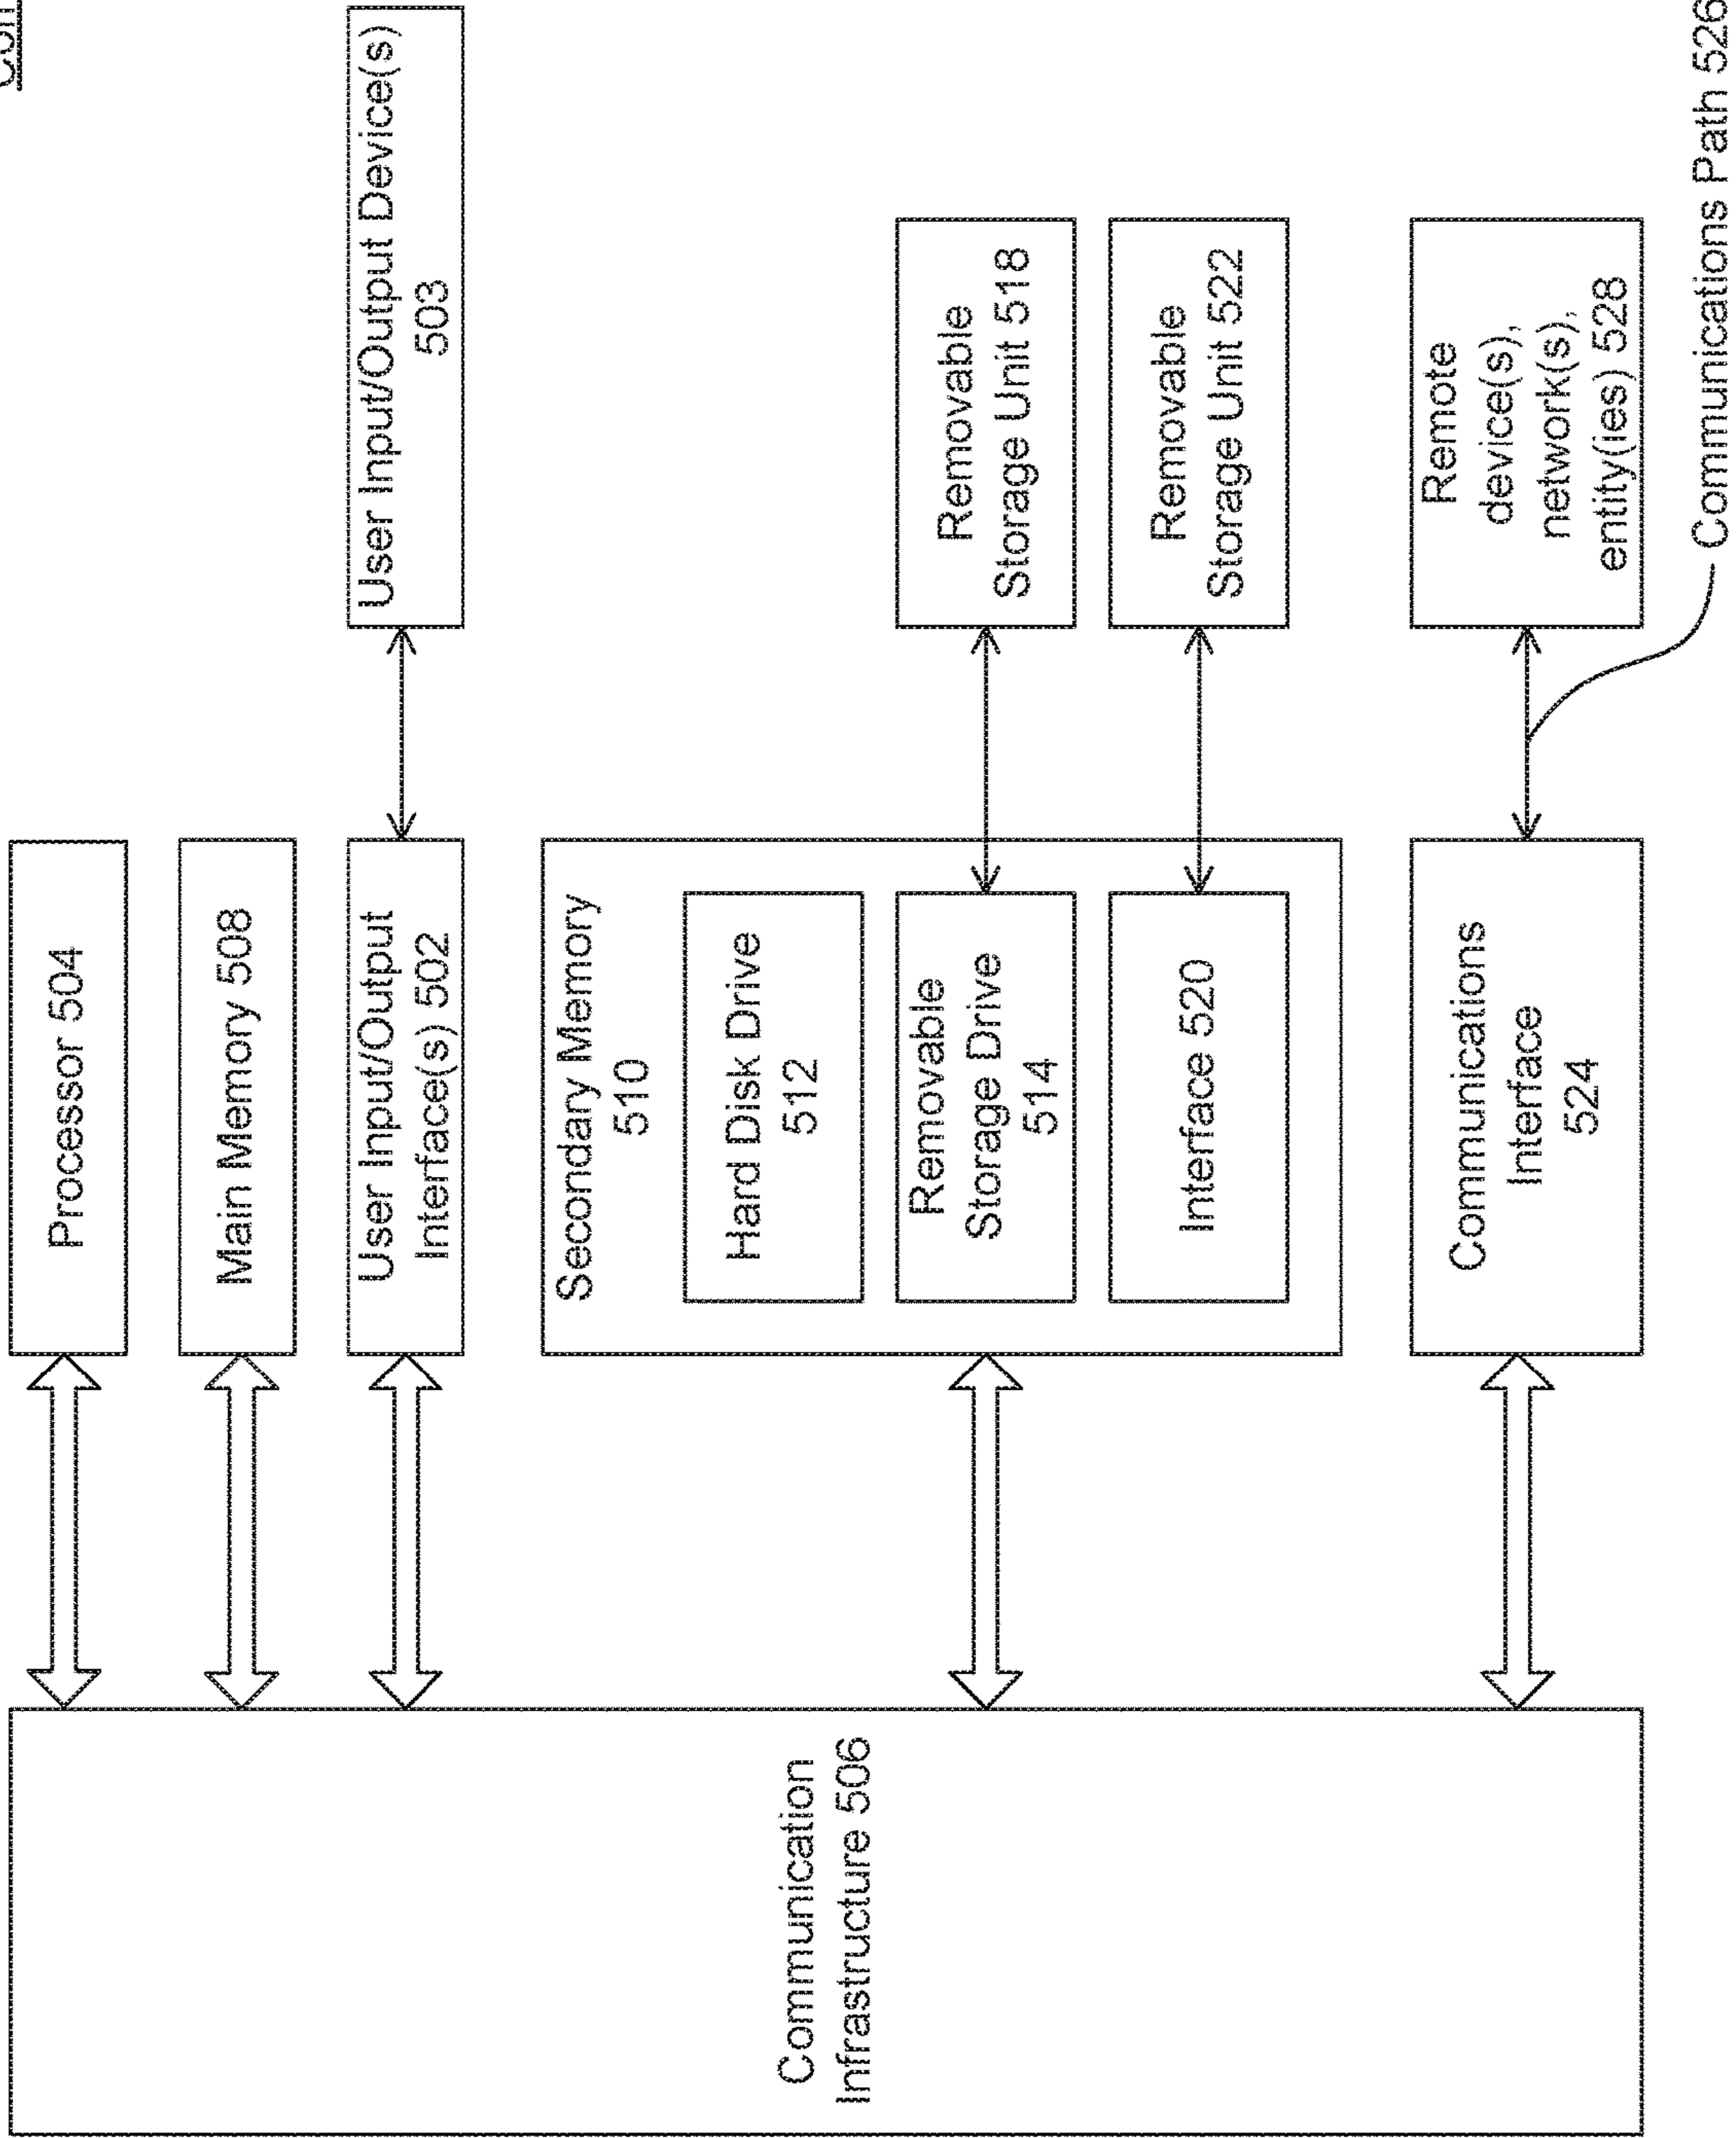 Processor 504
Main Memory 508
User Input/Output
Interface(s) 502
User Input/Output Device(s)
503
Secondary Memory
510
Hard Disk Drive
512
Removable
Storage Drive
514
Removable
Storage Unit 518
Interface 520
Removable
Storage Unit 522
Communications
Interface
524
Remote
device(s),
network(s),
entity(ies) 528
Communications Path 526
Communication
Infrastructure 506